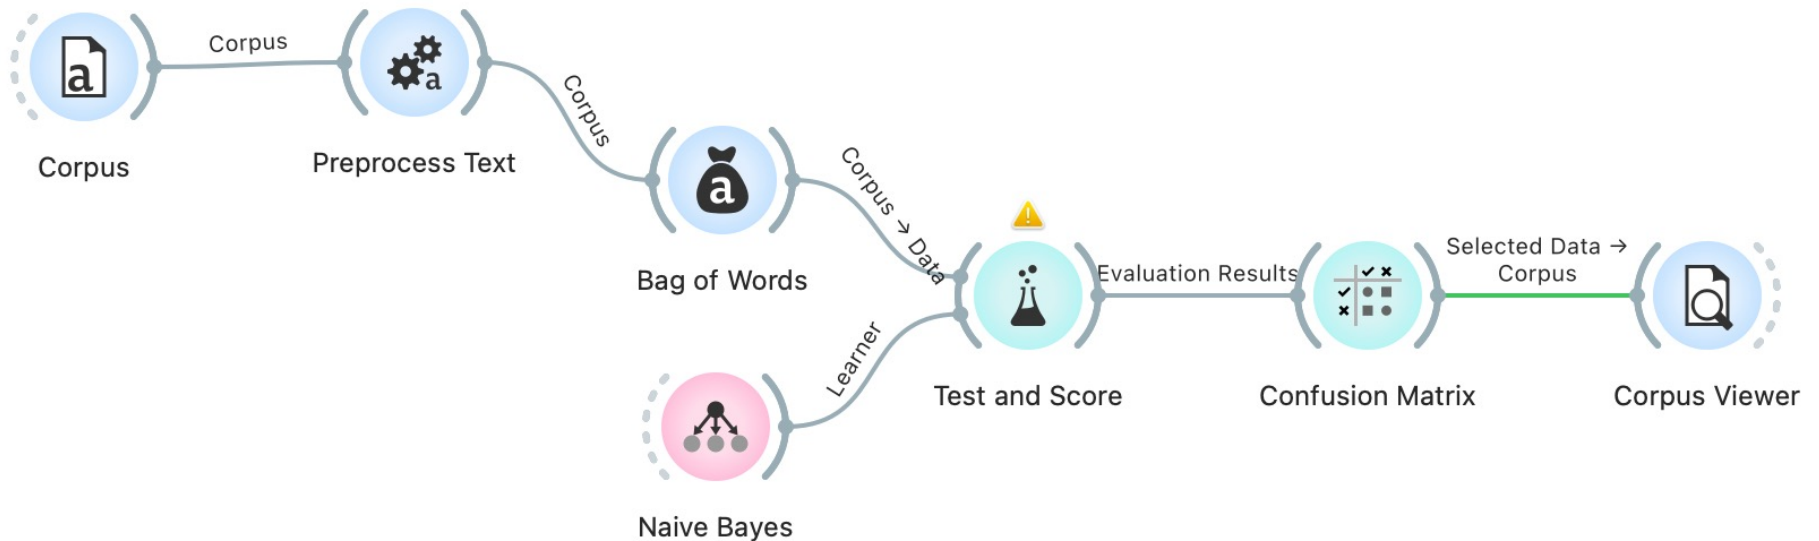 Corpus
Corpus
Preprocess Text
Corpus
Bag of Words
Corpus → Data
Naive Bayes
Learner
Test and Score
Evaluation Results
Confusion Matrix
Selected Data →
Corpus
Corpus Viewer
a
a
a